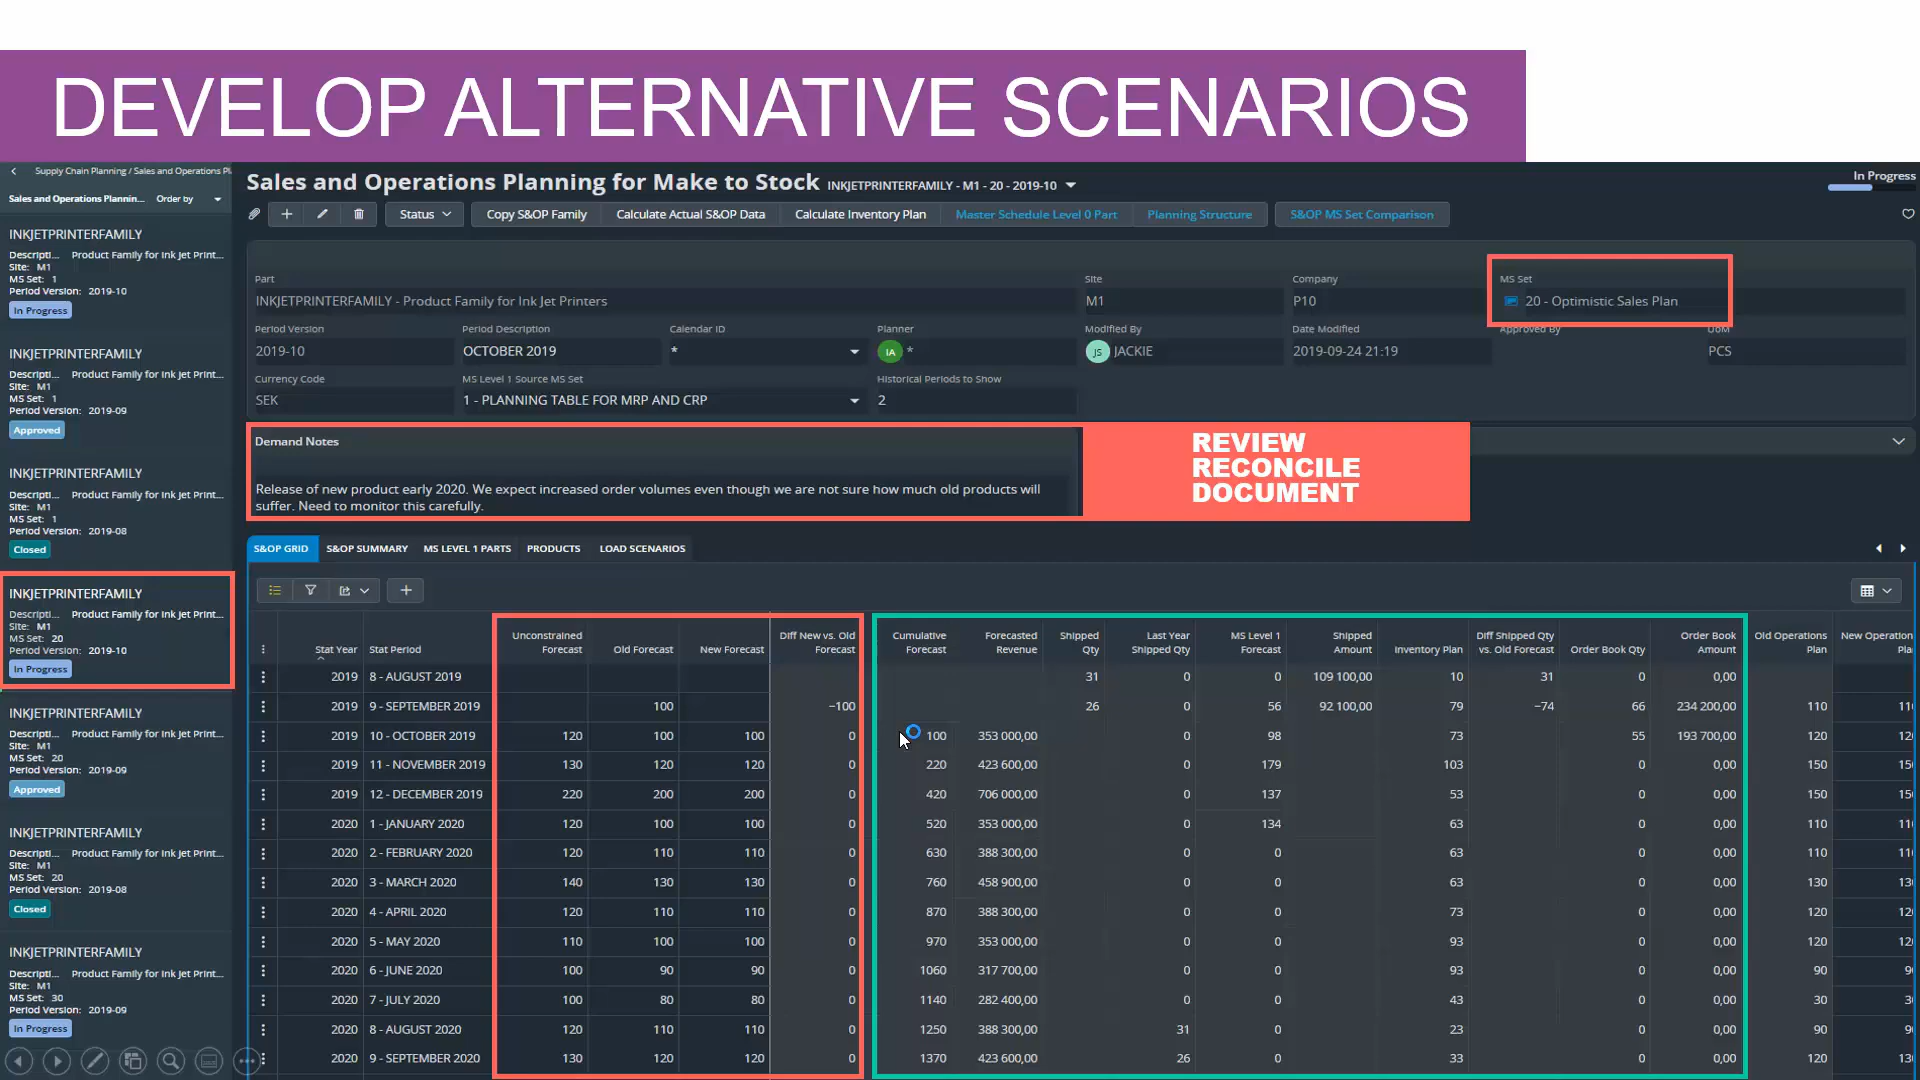 DEVELOP ALTERNATIVE SCENARIOS
Supply Chain Planning / Sales and Operations Pl
Sales and Operations Plannin... Order by
INKJETPRINTERFAMILY
Descripti... Product Family for Ink Jet Print...
Site: M1
MS Set: 1
Period Version: 2019-10
In Progress
INKJETPRINTERFAMILY
Descripti... Product Family for Ink Jet Print...
Site: M1
MS Set: 1
Period Version: 2019-09
Approved
INKJETPRINTERFAMILY
Descripti... Product Family for Ink Jet Print...
Site: M1
MS Set: 1
Period Version: 2019-08
Closed
INKJETPRINTERFAMILY
Descripti... Product Family for Ink Jet Print...
Site: M1
MS Set: 20
Period Version: 2019-10
In Progress
INKJETPRINTERFAMILY
Descripti... Product Family for Ink Jet Print...
Site: M1
MS Set: 20
Period Version: 2019-09
Approved
INKJETPRINTERFAMILY
Descripti... Product Family for Ink Jet Print...
Site: M1
MS Set: 20
Period Version: 2019-08
Closed
INKJETPRINTERFAMILY
Descripti... Product Family for Ink Jet Print...
Site: M1
MS Set: 30
Period Version: 2019-09
In Progress
Sales and Operations Planning for Make to Stock INKJETPRINTERFAMILY - M1 - 20 - 2019-10 In Progress
Status Copy S&OP Family Calculate Actual S&OP Data Calculate Inventory Plan Master Schedule Level 0 Part Planning Structure S&OP MS Set Comparison
Part Site Company MS Set
INKJETPRINTERFAMILY - Product Family for Ink Jet Printers M1 P10 20 - Optimistic Sales Plan
Period Version Period Description Calendar ID Planner Modified By Date Modified Approved By UoM
2019-10 OCTOBER 2019 * IA * JS JACKIE 2019-09-24 21:19 PCS
Currency Code MS Level 1 Source MS Set Historical Periods to Show
SEK 1 - PLANNING TABLE FOR MRP AND CRP 2
Demand Notes
Release of new product early 2020. We expect increased order volumes even though we are not sure how much old products will
suffer. Need to monitor this carefully.
REVIEW
RECONCILE
DOCUMENT
S&OP GRID S&OP SUMMARY MS LEVEL 1 PARTS PRODUCTS LOAD SCENARIOS
Unconstrained Diff New vs. Old Cumulative Forecasted Shipped Last Year MS Level 1 Shipped Diff Shipped Qty Order Book Old Operations New Operation
Stat Year Stat Period Forecast Old Forecast New Forecast Forecast Forecast Revenue Qty Shipped Qty Forecast Amount Inventory Plan vs. Old Forecast Order Book Qty Amount Plan Pla
2019 8 - AUGUST 2019 31 0 0 109 100,00 10 31 0 0,00
2019 9 - SEPTEMBER 2019 100 −100 26 0 56 92 100,00 79 −74 66 234 200,00 110 11
2019 10 - OCTOBER 2019 120 100 100 0 100 353 000,00 0 98 73 55 193 700,00 120 12
2019 11 - NOVEMBER 2019 130 120 120 0 220 423 600,00 0 179 103 0 0,00 150 15
2019 12 - DECEMBER 2019 220 200 200 0 420 706 000,00 0 137 53 0 0,00 150 15
2020 1 - JANUARY 2020 120 100 100 0 520 353 000,00 0 134 63 0 0,00 110 11
2020 2 - FEBRUARY 2020 120 110 110 0 630 388 300,00 0 0 63 0 0,00 110 11
2020 3 - MARCH 2020 140 130 130 0 760 458 900,00 0 0 63 0 0,00 130 13
2020 4 - APRIL 2020 120 110 110 0 870 388 300,00 0 0 73 0 0,00 120 12
2020 5 - MAY 2020 110 100 100 0 970 353 000,00 0 0 93 0 0,00 120 12
2020 6 - JUNE 2020 100 90 90 0 1060 317 700,00 0 0 93 0 0,00 90 9
2020 7 - JULY 2020 100 80 80 0 1140 282 400,00 0 0 43 0 0,00 30 3
2020 8 - AUGUST 2020 120 110 110 0 1250 388 300,00 31 0 23 0 0,00 90 9
2020 9 - SEPTEMBER 2020 130 120 120 0 1370 423 600,00 26 0 33 0 0,00 120 12